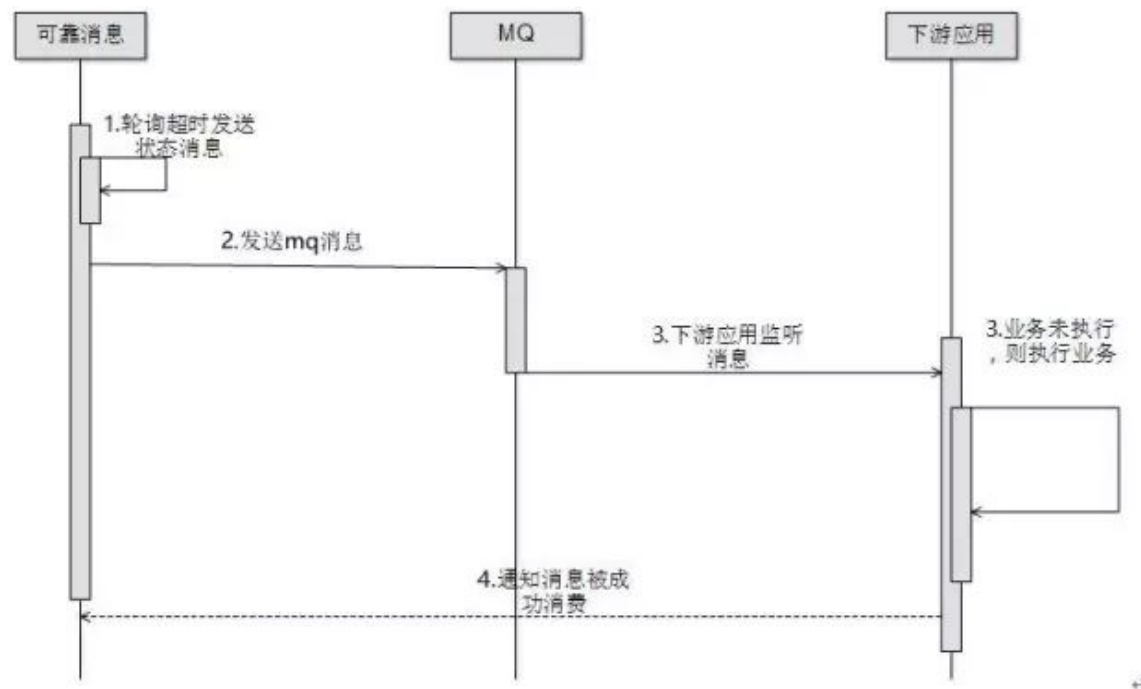 可靠消息
MQ
下游应用
1.轮询超时发送
状态消息
2.发送mq消息
3.下游应用监听
消息
3.业务未执行
，则执行业务
4.通知消息被成
功消费